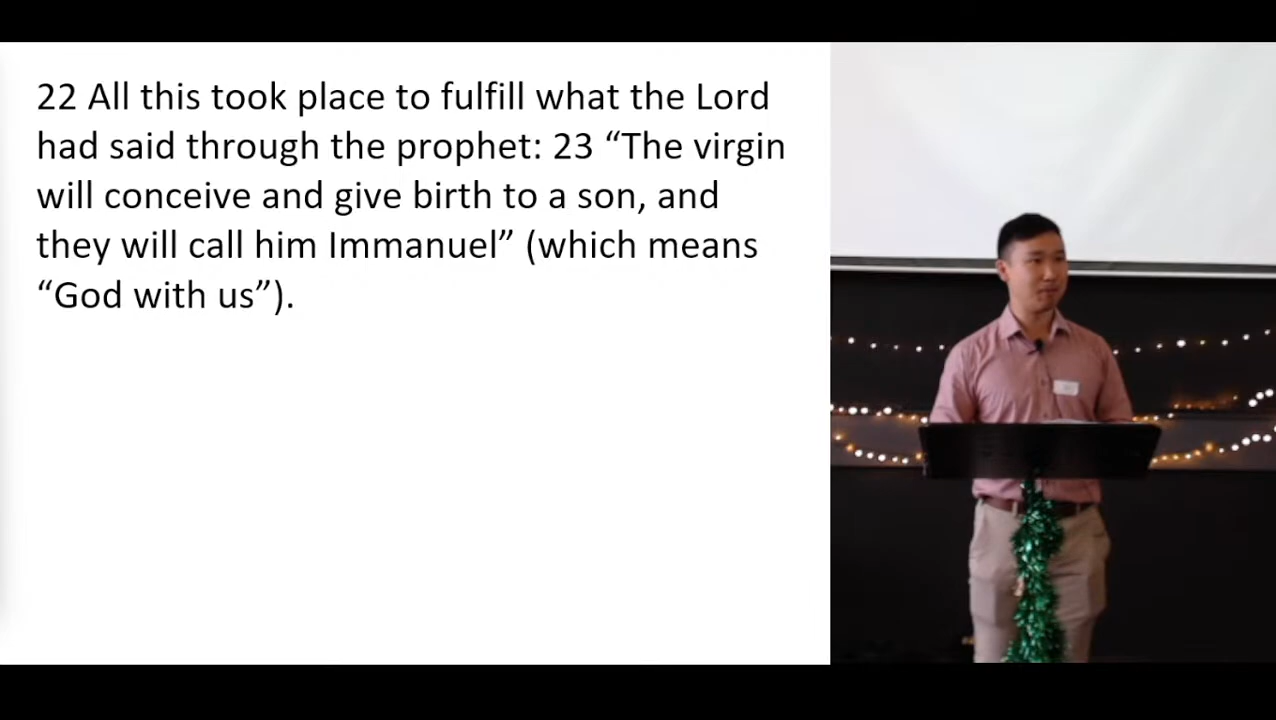 22 All this took place to fulfill what the Lord
had said through the prophet: 23 “The virgin
will conceive and give birth to a son, and
they will call him Immanuel” (which means
“God with us”).